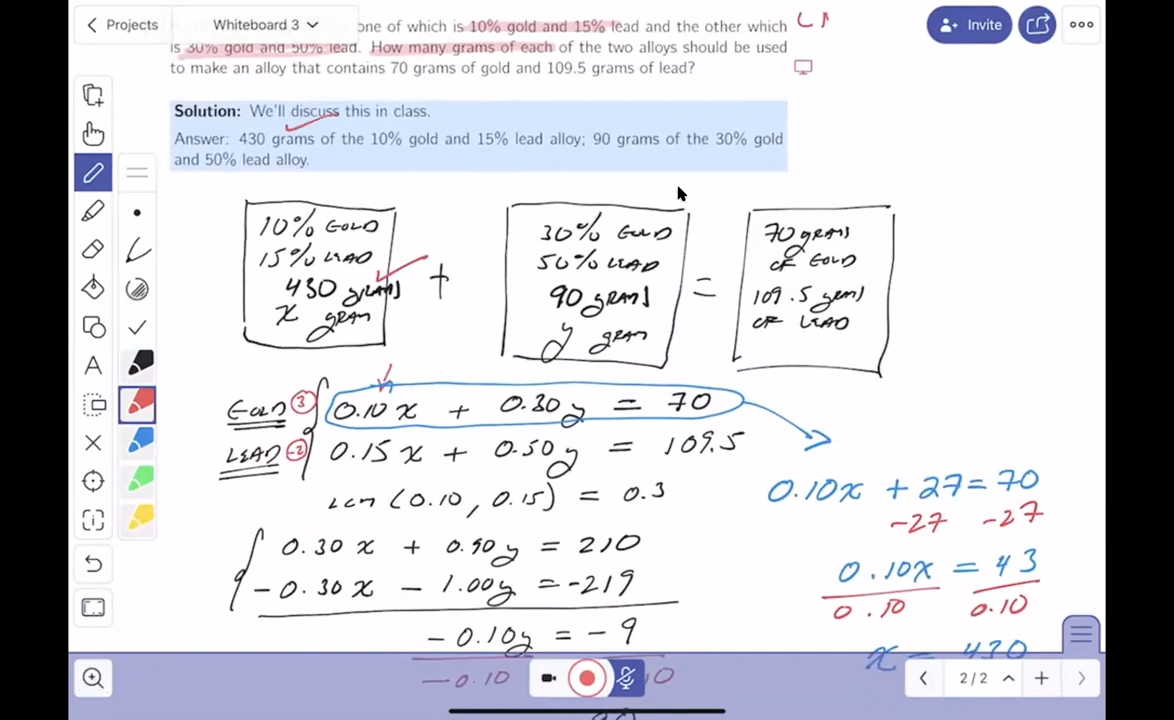 Projects
Whiteboard 3
Invite
one of which is 10% gold and 15% lead and the other which
is 30% gold and 50% lead. How many grams of each of the two alloys should be used
to make an alloy that contains 70 grams of gold and 109.5 grams of lead?
Solution: We'll discuss this in class.
Answer: 430 grams of the 10% gold and 15% lead alloy; 90 grams of the 30% gold
and 50% lead alloy.
10% GOLD
15% LEAD
430 grams
x gram
+
30% GOLD
50% LEAD
90 grams
y gram
=
70 grams
OF GOLD
109.5 grams
OF LEAD
GOLD 3 0.10x + 0.30y = 70
LEAD -2 0.15x + 0.50y = 109.5
LCM (0.10, 0.15) = 0.3
0.30x + 0.90y = 210
-0.30x - 1.00y = -219
-0.10y = -9
-0.10
0.10x + 27 = 70
-27 -27
0.10x = 43
0.10 0.10
x = 430
2/2